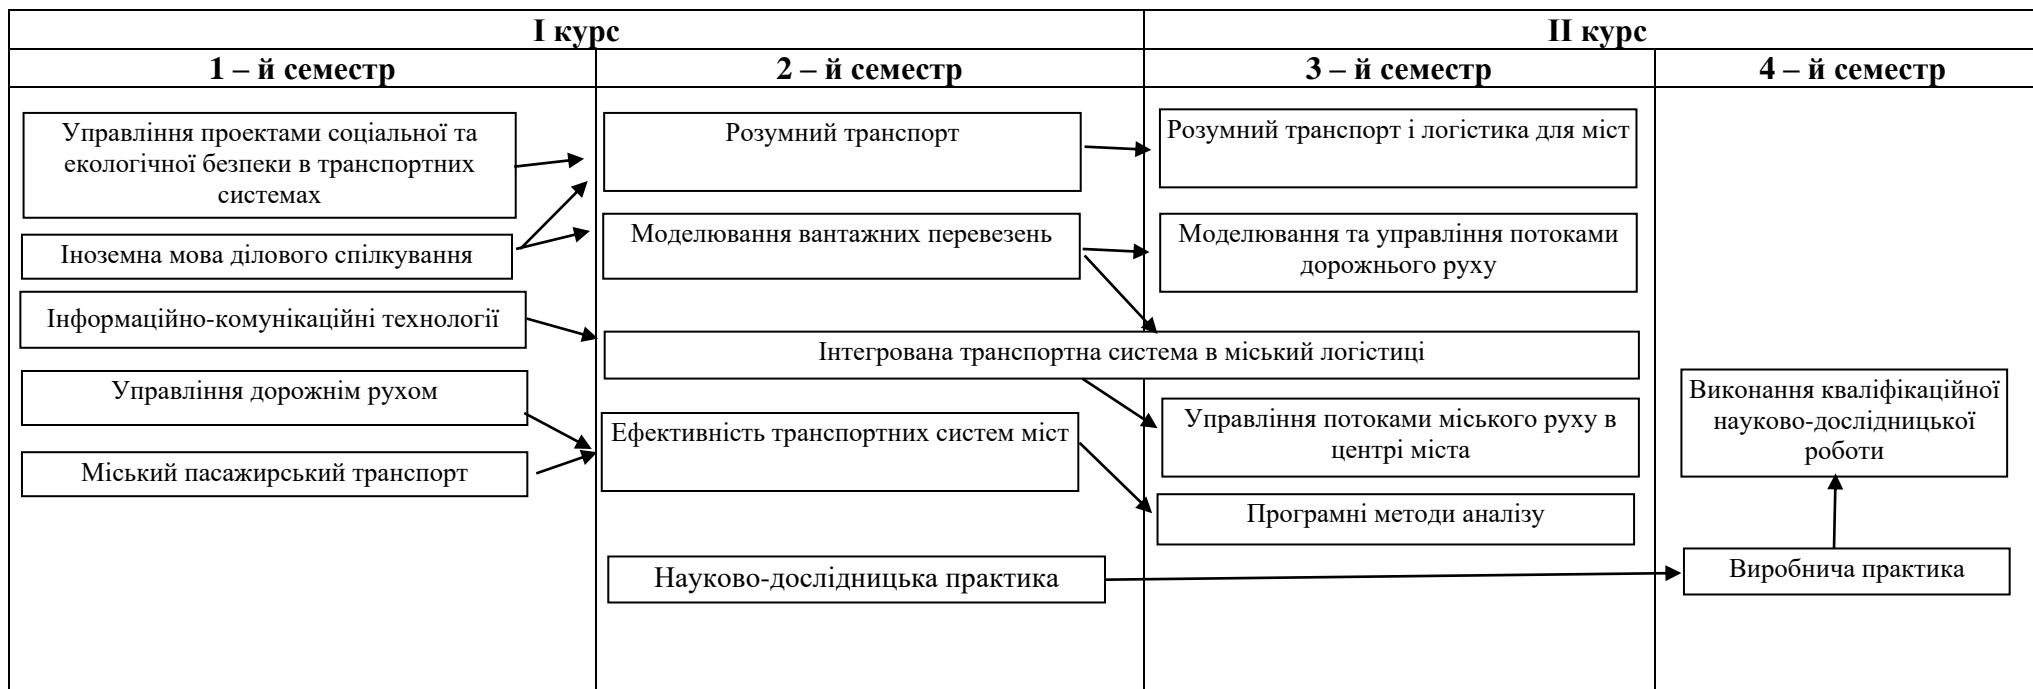 І курс
ІІ курс
1 – й семестр
2 – й семестр
3 – й семестр
4 – й семестр
Управління проектами соціальної та
екологічної безпеки в транспортних
системах
Іноземна мова ділового спілкування
Інформаційно-комунікаційні технології
Управління дорожнім рухом
Міський пасажирський транспорт
Розумний транспорт
Моделювання вантажних перевезень
Інтегрована транспортна система в міський логістиці
Ефективність транспортних систем міст
Науково-дослідницька практика
Розумний транспорт і логістика для міст
Моделювання та управління потоками
дорожнього руху
Управління потоками міського руху в
центрі міста
Програмні методи аналізу
Виконання кваліфікаційної
науково-дослідницької
роботи
Виробнича практика